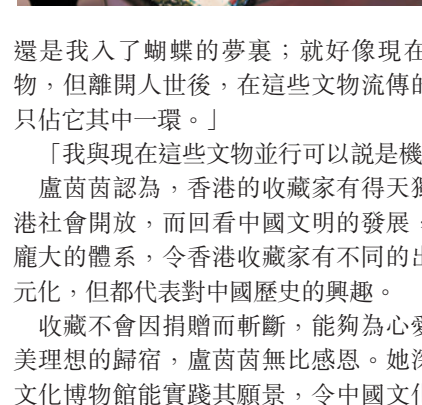 還是我入了蝴蝶的夢裏；就好像現在
物，但離開人世後，在這些文物流傳的
只佔它其中一環。」
「我與現在這些文物並行可以說是機
盧茵茵認為，香港的收藏家有得天獨
港社會開放，而回看中國文明的發展，
龐大的體系，令香港收藏家有不同的出
元化，但都代表對中國歷史的興趣。
收藏不會因捐贈而斬斷，能夠為心愛
美理想的歸宿，盧茵茵無比感恩。她深
文化博物館能實踐其願景，令中國文化